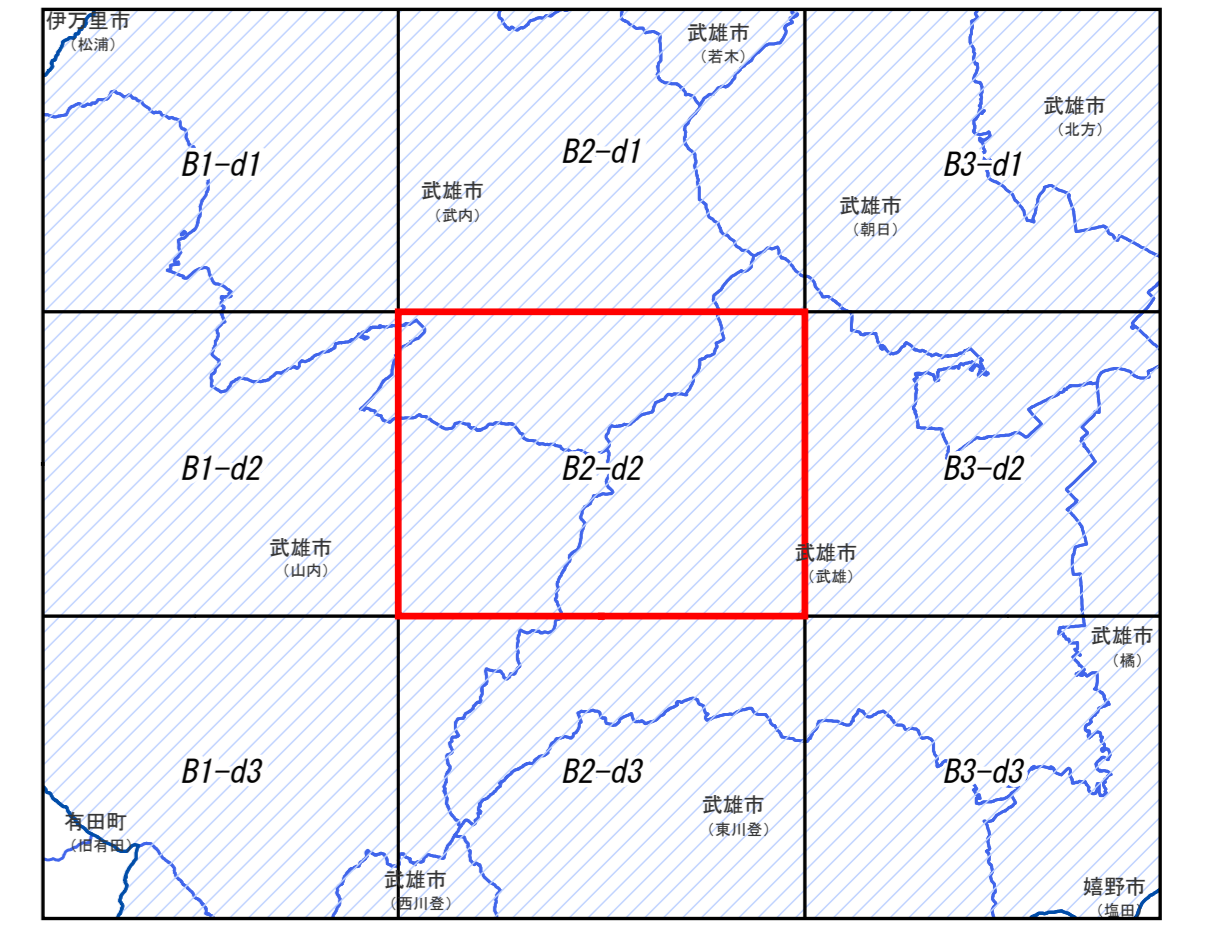 伊万里市
（松浦）
武雄市
（若木）
武雄市
（北方）
B1-d1
B2-d1
B3-d1
武雄市
（武内）
武雄市
（朝日）
B1-d2
B2-d2
B3-d2
武雄市
（山内）
武雄市
（武雄）
武雄市
（橘）
B1-d3
B2-d3
B3-d3
有田町
（旧有田）
武雄市
（東川登）
武雄市
（西川登）
嬉野市
（塩田）